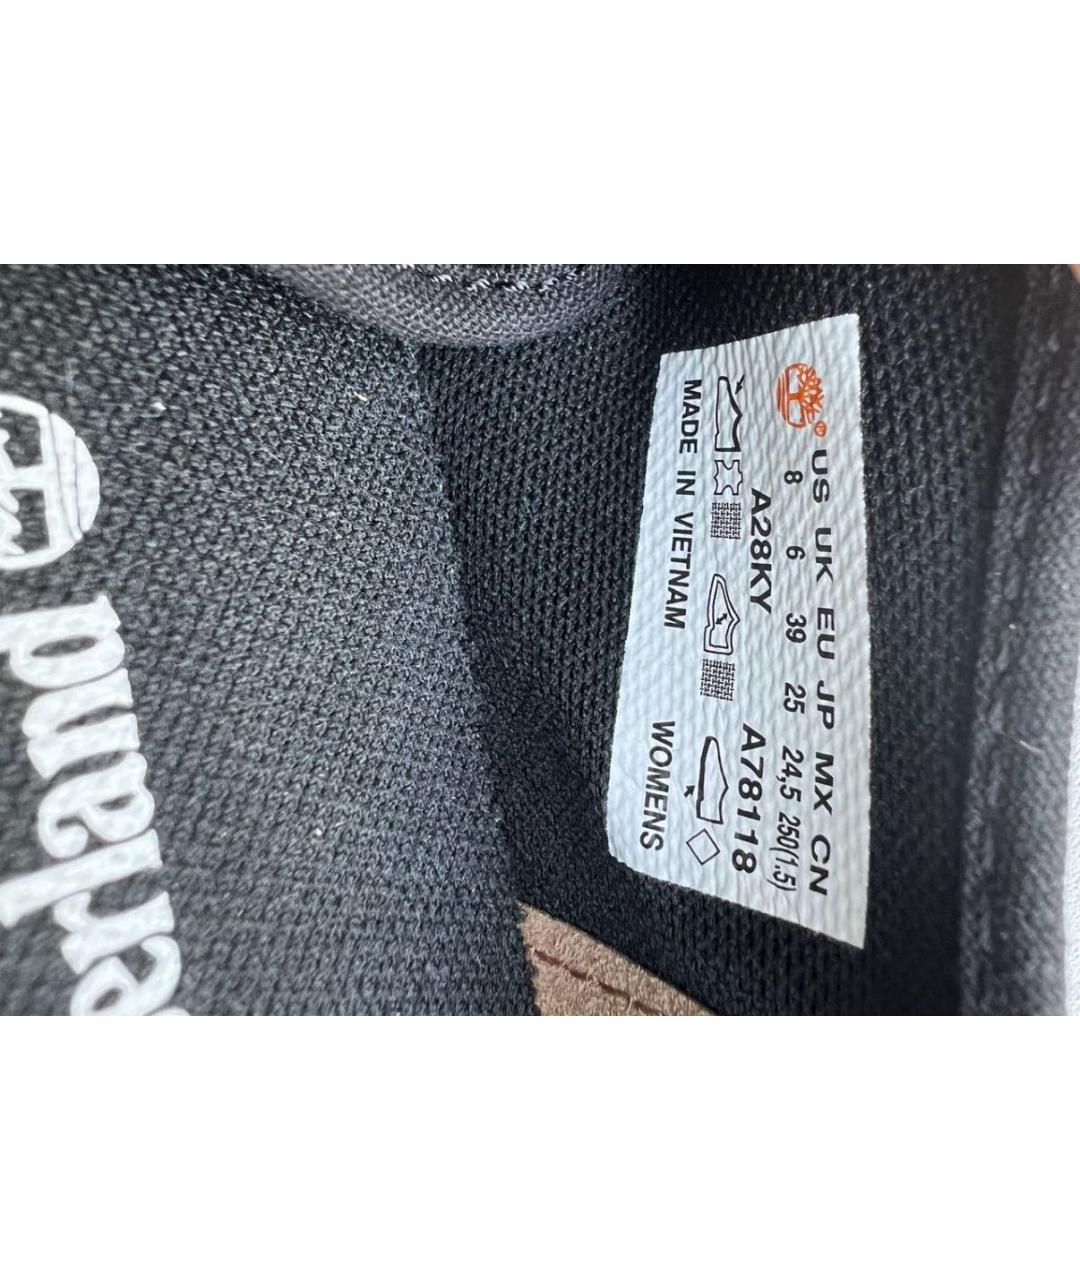 US UK EU JP MX CN
8 6 39 25 24,5 250(1.5)
A28KY A78118
MADE IN VIETNAM WOMENS